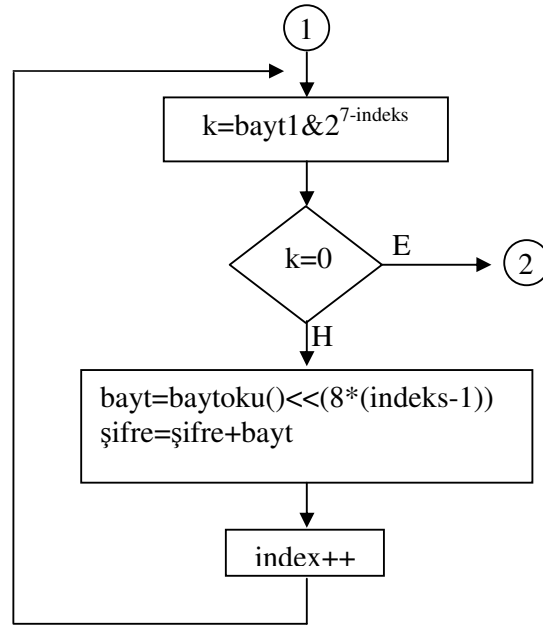 1
k=bayt1&2^7-indeks
k=0
E
2
H
bayt=baytoku()<<(8*(indeks-1))
şifre=şifre+bayt
index++